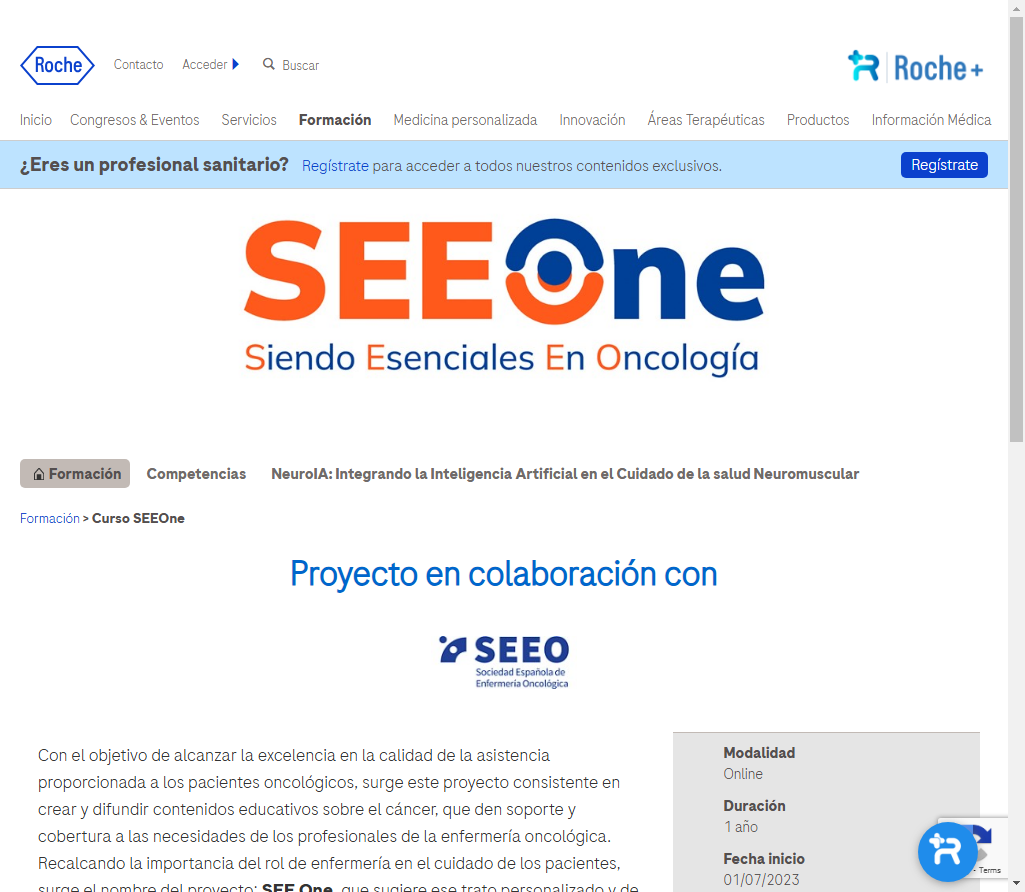 Roche
Contacto
Acceder
Buscar
Roche+
Inicio
Congresos & Eventos
Servicios
Formación
Medicina personalizada
Innovación
Áreas Terapéuticas
Productos
Información Médica
¿Eres un profesional sanitario?
Regístrate para acceder a todos nuestros contenidos exclusivos.
Regístrate
SEEOne
Siendo Esenciales En Oncología
Formación
Competencias
NeuroIA: Integrando la Inteligencia Artificial en el Cuidado de la salud Neuromuscular
Formación > Curso SEEOne
Proyecto en colaboración con
SEEO
Sociedad Española de
Enfermería Oncológica
Con el objetivo de alcanzar la excelencia en la calidad de la asistencia
proporcionada a los pacientes oncológicos, surge este proyecto consistente en
crear y difundir contenidos educativos sobre el cáncer, que den soporte y
cobertura a las necesidades de los profesionales de la enfermería oncológica.
Recalcando la importancia del rol de enfermería en el cuidado de los pacientes,
surge el nombre del proyecto: SEE One, que sugiere ese trato personalizado y de
Modalidad
Online
Duración
1 año
Fecha inicio
01/07/2023
- Terms